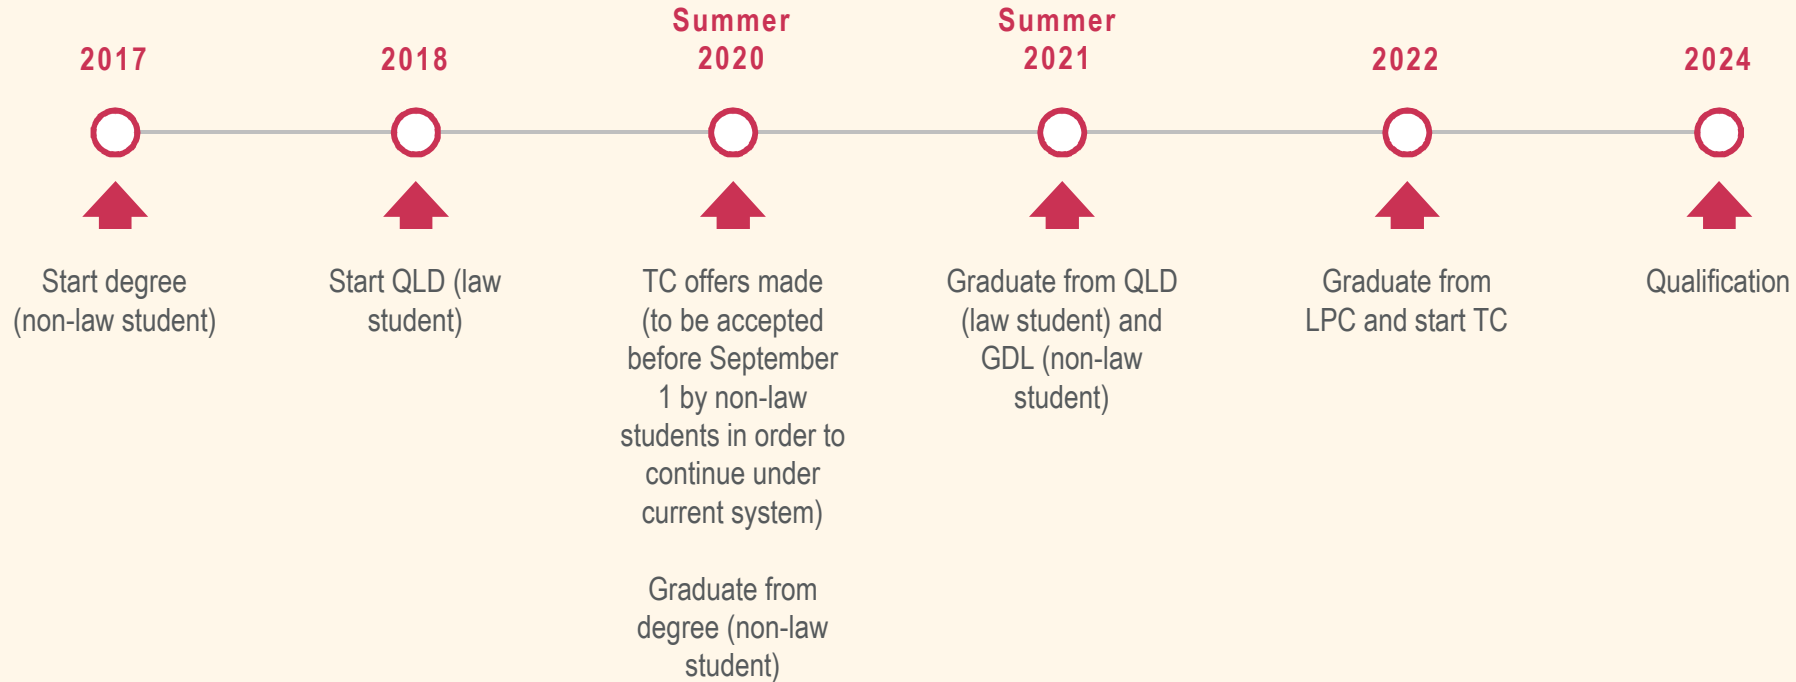 2017
Start degree
(non-law student)
2018
Start QLD (law
student)
Summer
2020
TC offers made
(to be accepted
before September
1 by non-law
students in order to
continue under
current system)
Graduate from
degree (non-law
student)
Summer
2021
Graduate from QLD
(law student) and
GDL (non-law
student)
2022
Graduate from
LPC and start TC
2024
Qualification